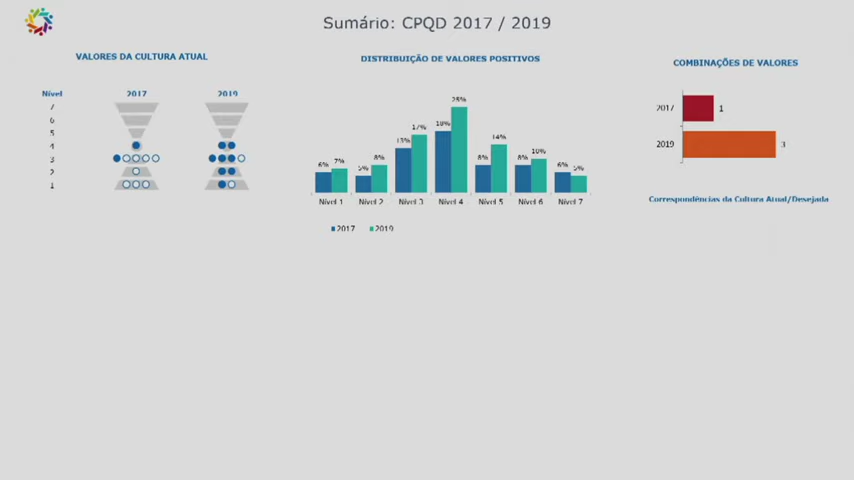 Sumário: CPQD 2017 / 2019
VALORES DA CULTURA ATUAL
Nível 2017 2019
7
6
5
4
3
2
1
DISTRIBUIÇÃO DE VALORES POSITIVOS
6% 7% 5% 8% 13% 17% 18% 25% 8% 14% 8% 10% 6% 5%
Nível 1 Nível 2 Nível 3 Nível 4 Nível 5 Nível 6 Nível 7
2017 2019
COMBINAÇÕES DE VALORES
2017 1
2019 3
Correspondências da Cultura Atual/Desejada